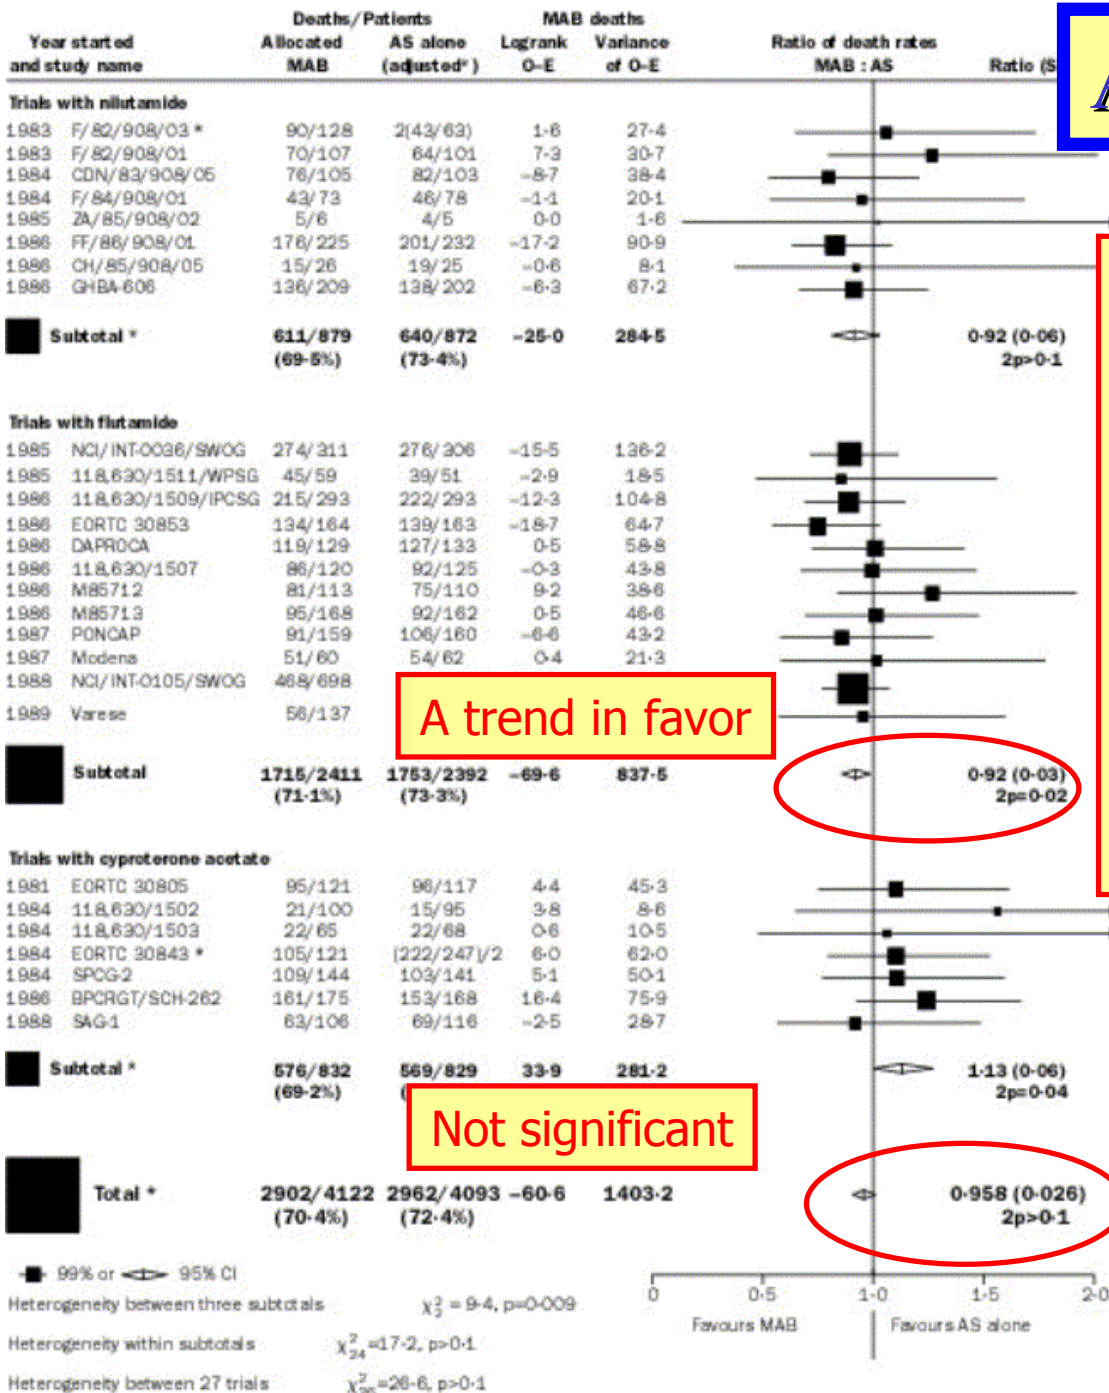 Deaths/Patients MAB deaths
Year started Allocated AS alone Logrank Variance Ratio of death rates
and study name MAB (adjusted*) O-E of O-E MAB : AS Ratio (S
A
Trials with nilutamide
1983 F/82/908/03 * 90/128 2(43/63) 1·6 27·4
1983 F/82/908/01 70/107 64/101 7·3 30·7
1984 CDN/83/908/05 76/105 82/103 -8·7 38·4
1984 F/84/908/01 43/73 46/78 -1·1 20·1
1985 ZA/85/908/02 5/6 4/5 0·0 1·6
1986 FF/86/908/01 176/225 201/232 -17·2 90·9
1986 CH/85/908/05 15/26 19/25 -0·6 8·1
1986 GHBA-606 136/209 138/202 -6·3 67·2
Subtotal * 611/879 640/872 -25·0 284·5 0·92 (0·06)
(69·5%) (73·4%) 2p>0·1
Trials with flutamide
1985 NCI/INT-0036/SWOG 274/311 276/306 -15·5 136·2
1985 118,630/1511/WPSG 45/59 39/51 -2·9 18·5
1986 118,630/1509/IPCSG 215/293 222/293 -12·3 104·8
1986 EORTC 30853 134/164 139/163 -18·7 64·7
1986 DAPROCA 119/129 127/133 0·5 58·8
1986 118,630/1507 86/120 92/125 -0·3 43·8
1986 M85712 81/113 75/110 9·2 38·6
1986 M85713 95/168 92/162 0·5 46·6
1987 PONCAP 91/159 106/160 -6·6 43·2
1987 Modena 51/60 54/62 0·4 21·3
1988 NCI/INT-0105/SWOG 468/698
1989 Varese 56/137
A trend in favor
Subtotal 1715/2411 1753/2392 -69·6 837·5 0·92 (0·03)
(71·1%) (73·3%) 2p=0·02
Trials with cyproterone acetate
1981 EORTC 30805 95/121 96/117 4·4 45·3
1984 118,630/1502 21/100 15/95 3·8 8·6
1984 118,630/1503 22/65 22/68 0·6 10·5
1984 EORTC 30843 * 105/121 (222/247)/2 6·0 62·0
1984 SPCG-2 109/144 103/141 5·1 50·1
1986 BPCRGT/SCH-262 161/175 153/168 16·4 75·9
1988 SAG-1 63/106 69/116 -2·5 28·7
Subtotal * 576/832 569/829 33·9 281·2 1·13 (0·06)
(69·2%) ( 2p=0·04
Not significant
Total * 2902/4122 2962/4093 -60·6 1403·2 0·958 (0·026)
(70·4%) (72·4%) 2p>0·1
99% or 95% CI
0 0·5 1·0 1·5 2·0
Heterogeneity between three subtotals χ²₂ = 9·4, p=0·009
Favours MAB Favours AS alone
Heterogeneity within subtotals χ²₂₄=17·2, p>0·1
Heterogeneity between 27 trials χ²₂₆=26·6, p>0·1